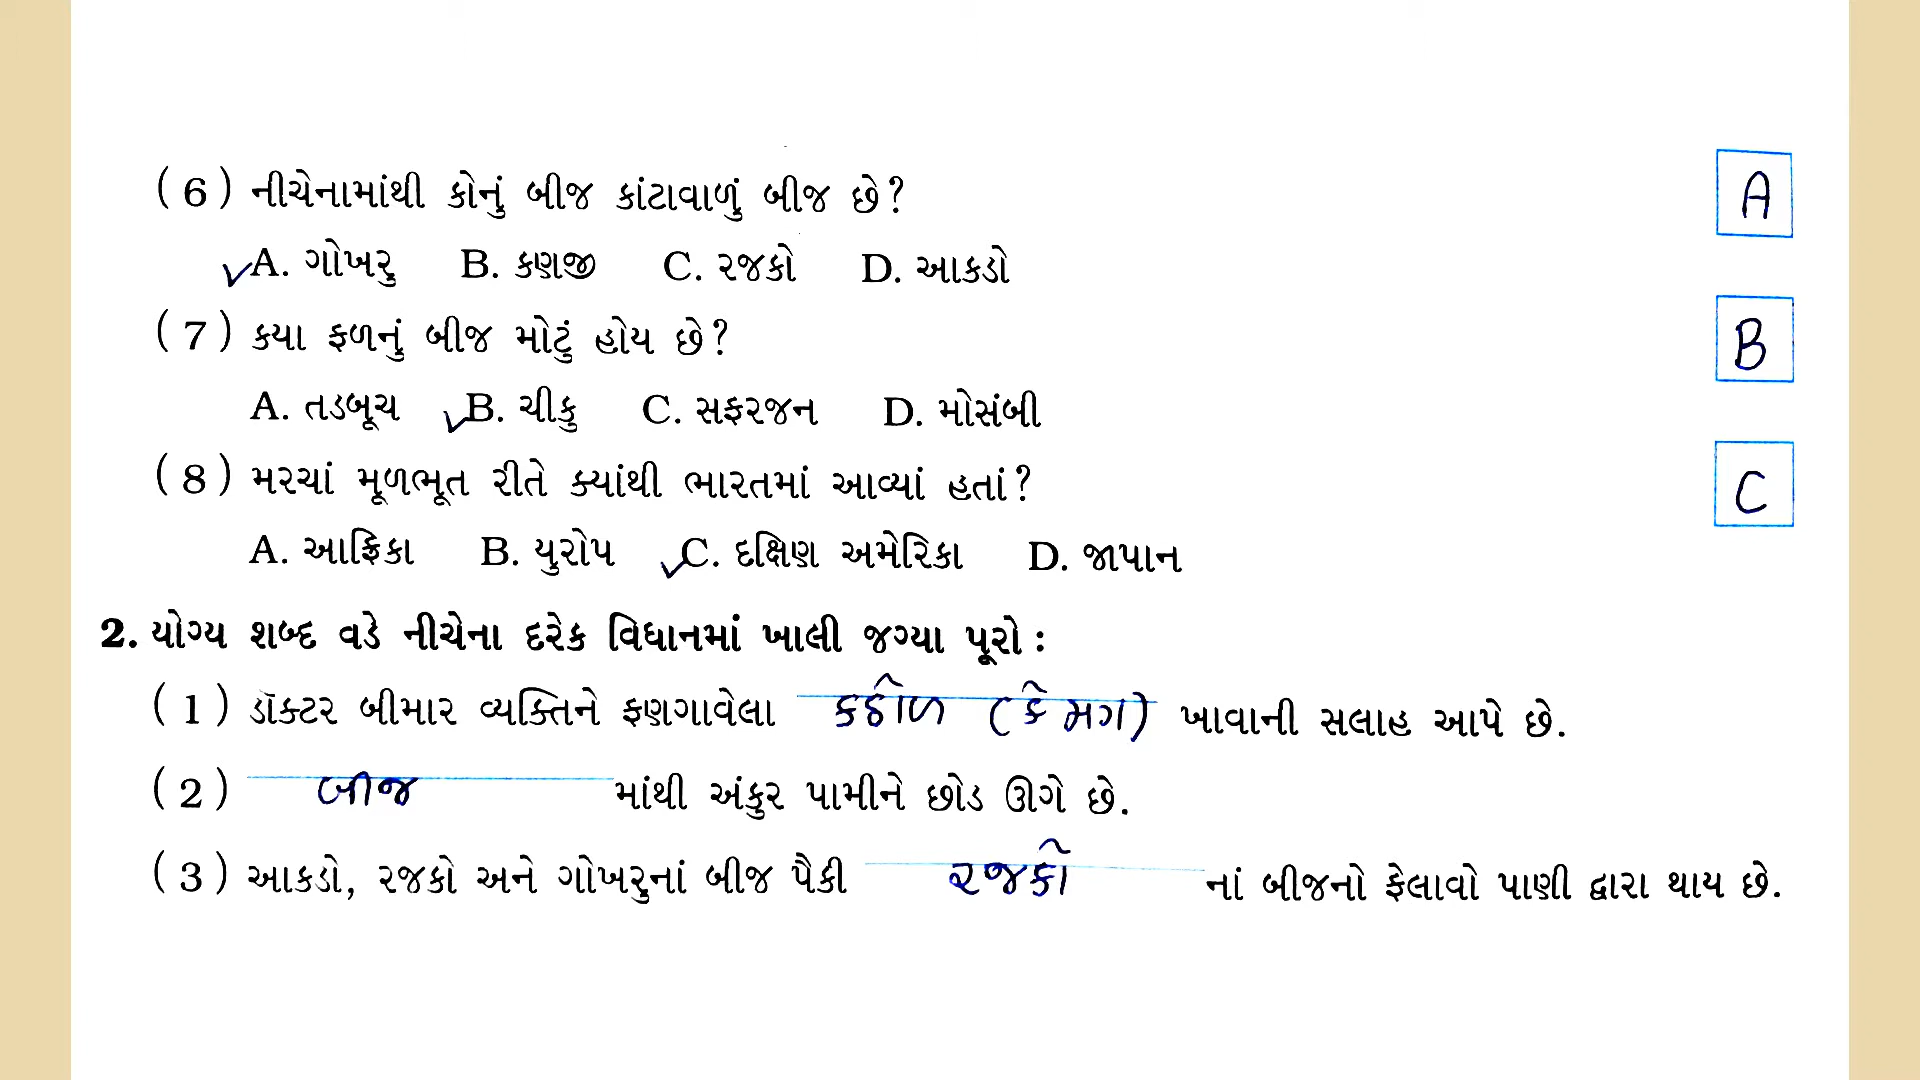 (6) નીચેનામાંથી કોનું બીજ કાંટાવાળું બીજ છે? A
✓A. ગોખરુ B. કણજી C. રજકો D. આકડો
(7) કયા ફળનું બીજ મોટું હોય છે? B
A. તડબૂચ ✓B. ચીકુ C. સફરજન D. મોસંબી
(8) મરચાં મૂળભૂત રીતે ક્યાંથી ભારતમાં આવ્યાં હતાં? C
A. આફ્રિકા B. યુરોપ ✓C. દક્ષિણ અમેરિકા D. જાપાન
2. યોગ્ય શબ્દ વડે નીચેના દરેક વિધાનમાં ખાલી જગ્યા પૂરો :
(1) ડૉક્ટર બીમાર વ્યક્તિને ફણગાવેલા કઠોળ (કે મગ) ખાવાની સલાહ આપે છે.
(2) બીજ માંથી અંકુર પામીને છોડ ઊગે છે.
(3) આકડો, રજકો અને ગોખરુનાં બીજ પૈકી રજકો નાં બીજનો ફેલાવો પાણી દ્વારા થાય છે.